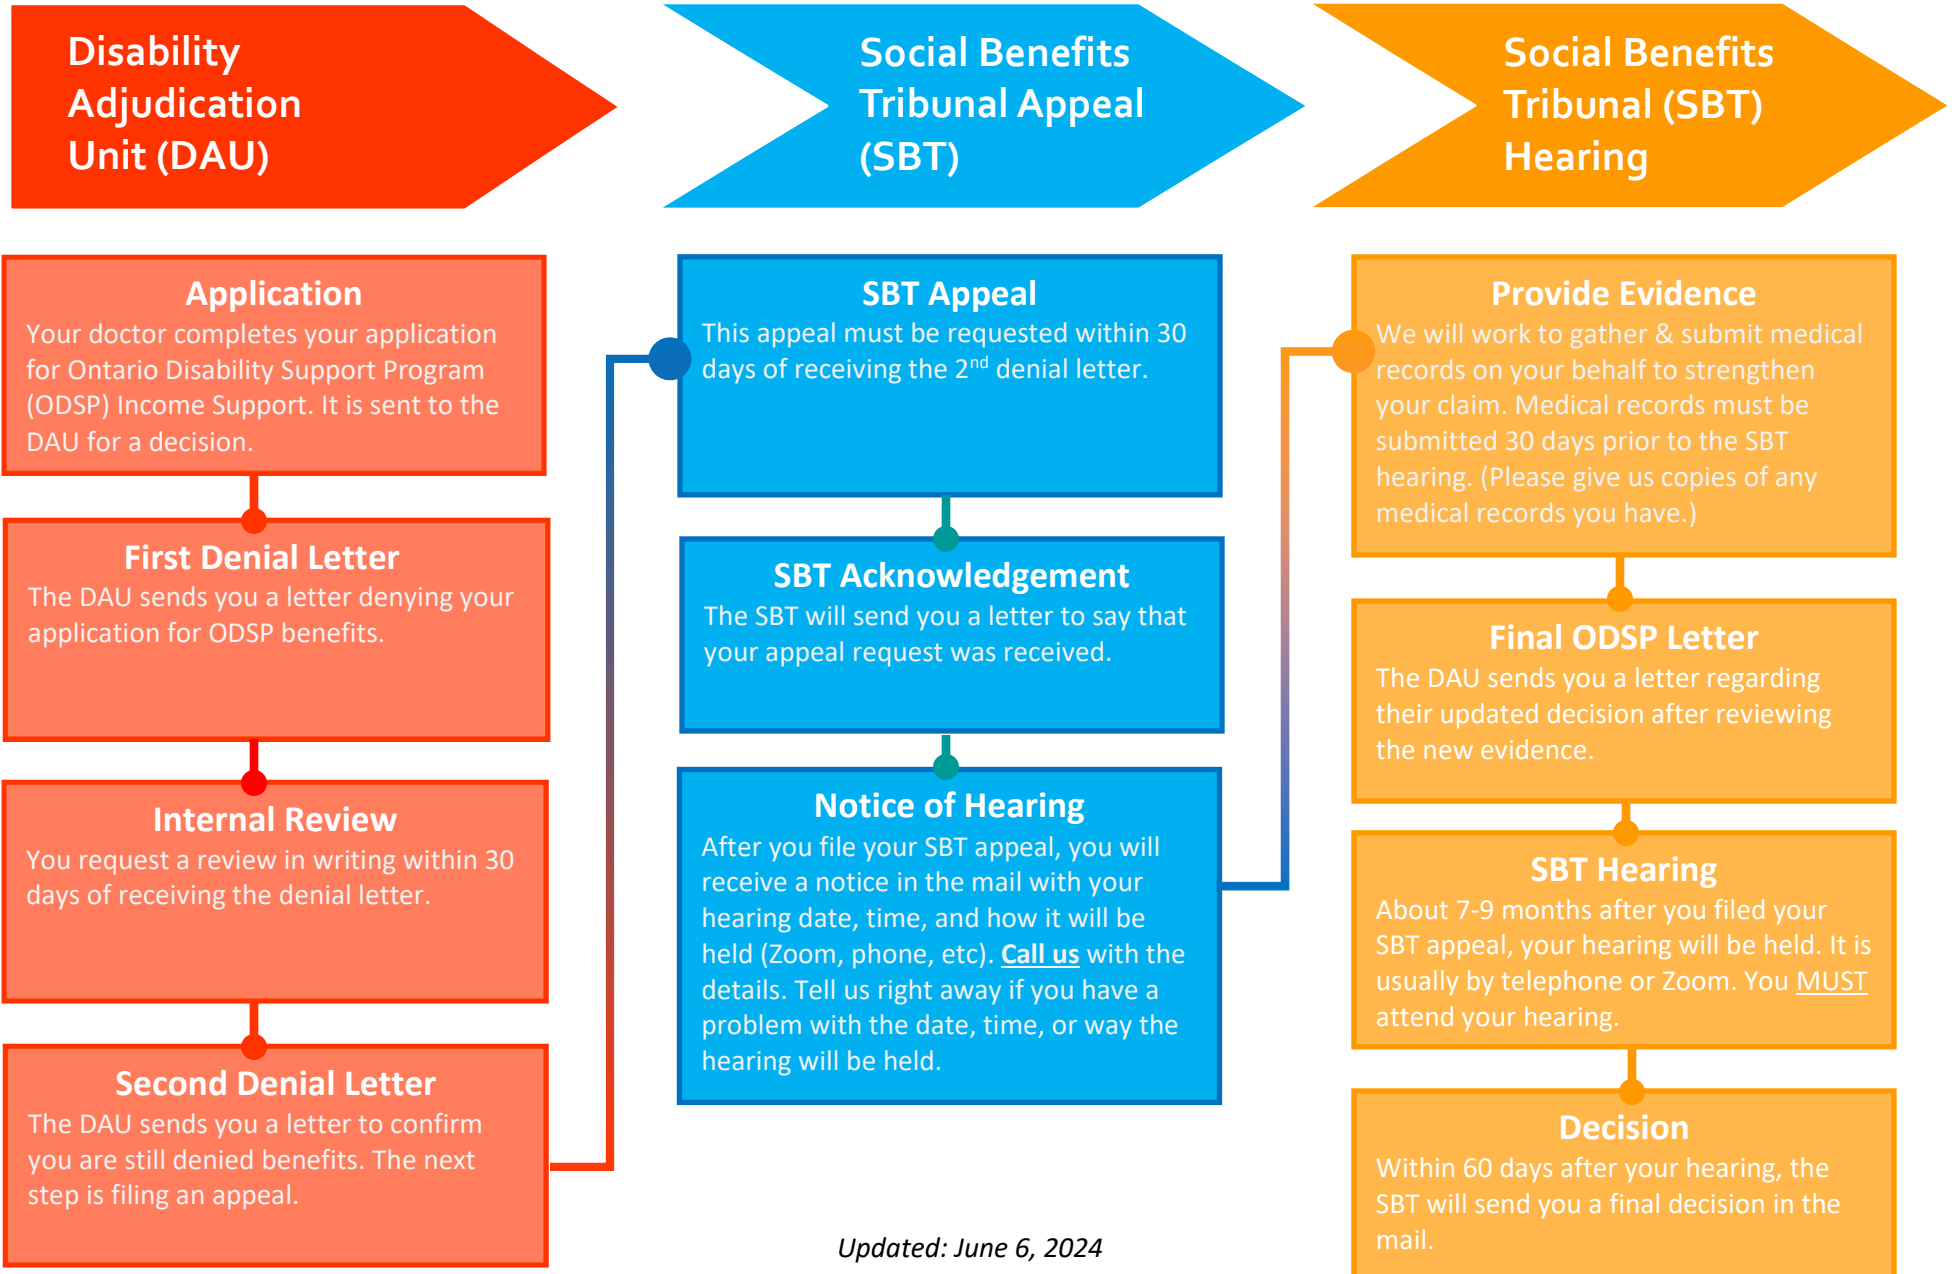 Disability
Adjudication
Unit (DAU)
Social Benefits
Tribunal Appeal
(SBT)
Social Benefits
Tribunal (SBT)
Hearing
Application
Your doctor completes your application
for Ontario Disability Support Program
(ODSP) Income Support. It is sent to the
DAU for a decision.
First Denial Letter
The DAU sends you a letter denying your
application for ODSP benefits.
Internal Review
You request a review in writing within 30
days of receiving the denial letter.
Second Denial Letter
The DAU sends you a letter to confirm
you are still denied benefits. The next
step is filing an appeal.
SBT Appeal
This appeal must be requested within 30
days of receiving the 2nd denial letter.
SBT Acknowledgement
The SBT will send you a letter to say that
your appeal request was received.
Notice of Hearing
After you file your SBT appeal, you will
receive a notice in the mail with your
hearing date, time, and how it will be
held (Zoom, phone, etc). Call us with the
details. Tell us right away if you have a
problem with the date, time, or way the
hearing will be held.
Provide Evidence
We will work to gather & submit medical
records on your behalf to strengthen
your claim. Medical records must be
submitted 30 days prior to the SBT
hearing. (Please give us copies of any
medical records you have.)
Final ODSP Letter
The DAU sends you a letter regarding
their updated decision after reviewing
the new evidence.
SBT Hearing
About 7-9 months after you filed your
SBT appeal, your hearing will be held. It is
usually by telephone or Zoom. You MUST
attend your hearing.
Decision
Within 60 days after your hearing, the
SBT will send you a final decision in the
mail.
Updated: June 6, 2024